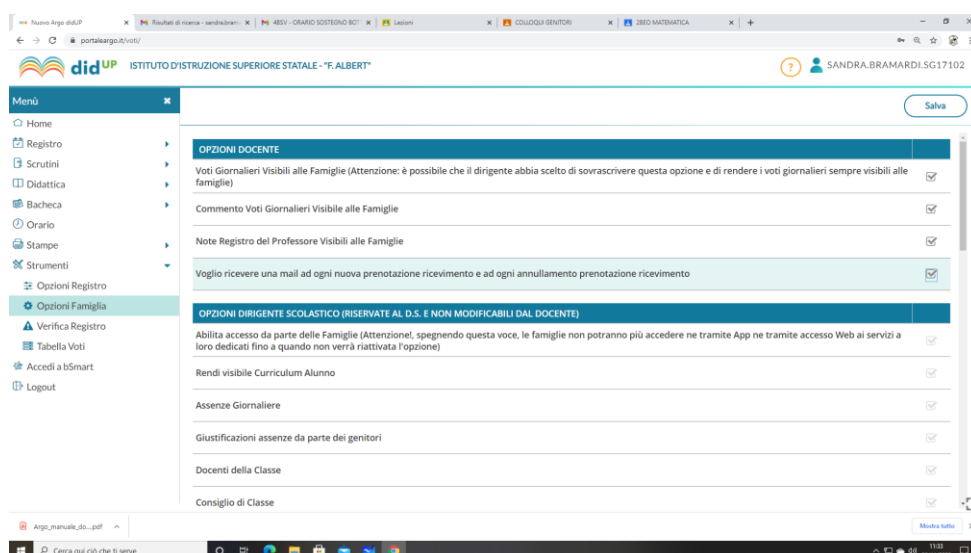 Nuovo Argo didUP
Risultati di ricerca - sandra.bram
4BSV - ORARIO SOSTEGNO BOT
Lezioni
COLLOQUI GENITORI
2BEO MATEMATICA
portaleargo.it/voti/
didUP
ISTITUTO D'ISTRUZIONE SUPERIORE STATALE - "F. ALBERT"
?
SANDRA.BRAMARDI.SG17102
Menù
Salva
Home
Registro
Scrutini
Didattica
Bacheca
Orario
Stampe
Strumenti
Opzioni Registro
Opzioni Famiglia
Verifica Registro
Tabella Voti
Accedi a bSmart
Logout
OPZIONI DOCENTE
Voti Giornalieri Visibili alle Famiglie (Attenzione: è possibile che il dirigente abbia scelto di sovrascrivere questa opzione e di rendere i voti giornalieri sempre visibili alle
famiglie)
Commento Voti Giornalieri Visibile alle Famiglie
Note Registro del Professore Visibili alle Famiglie
Voglio ricevere una mail ad ogni nuova prenotazione ricevimento e ad ogni annullamento prenotazione ricevimento
OPZIONI DIRIGENTE SCOLASTICO (RISERVATE AL D.S. E NON MODIFICABILI DAL DOCENTE)
Abilita accesso da parte delle Famiglie (Attenzione!, spegnendo questa voce, le famiglie non potranno più accedere ne tramite App ne tramite accesso Web ai servizi a
loro dedicati fino a quando non verrà riattivata l'opzione)
Rendi visibile Curriculum Alunno
Assenze Giornaliere
Giustificazioni assenze da parte dei genitori
Docenti della Classe
Consiglio di Classe
Argo_manuale_do....pdf
Mostra tutto
Cerca qui ciò che ti serve
11:03